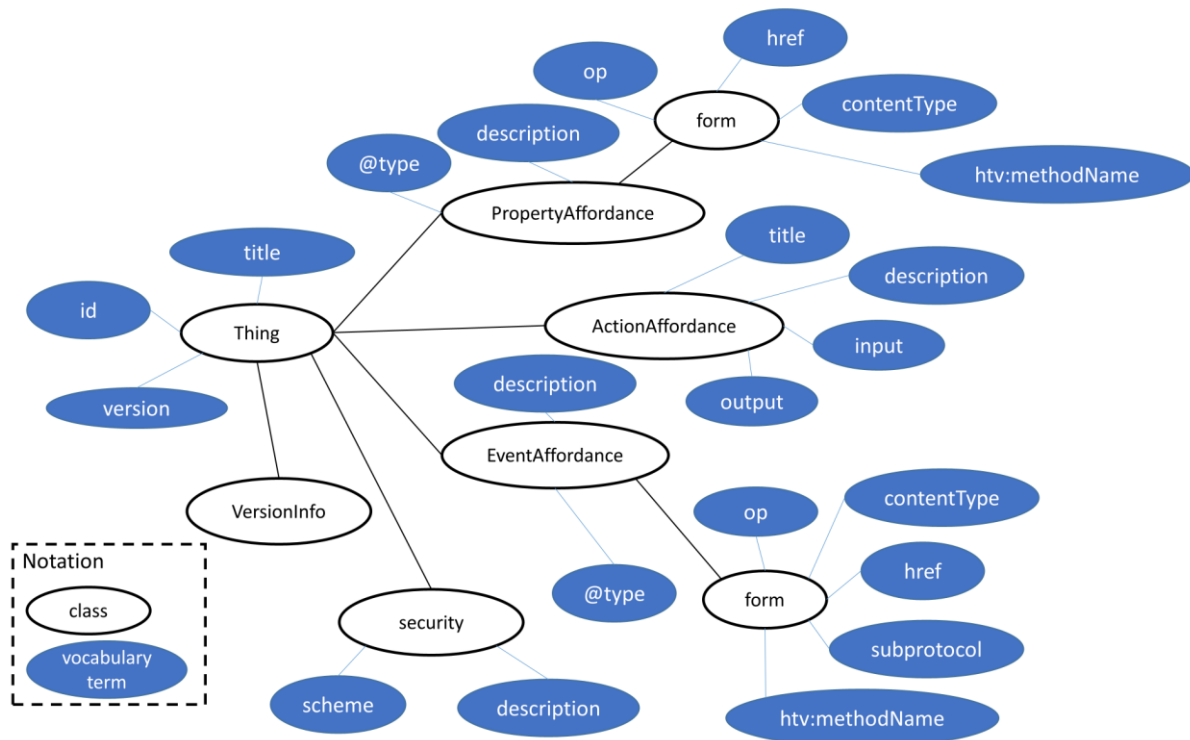 href
op
contentType
form
description
@type
htv:methodName
PropertyAffordance
title
title
description
id
Thing
ActionAffordance
input
description
version
output
EventAffordance
contentType
VersionInfo
op
Notation
href
@type
class
form
security
subprotocol
vocabulary
term
scheme
description
htv:methodName